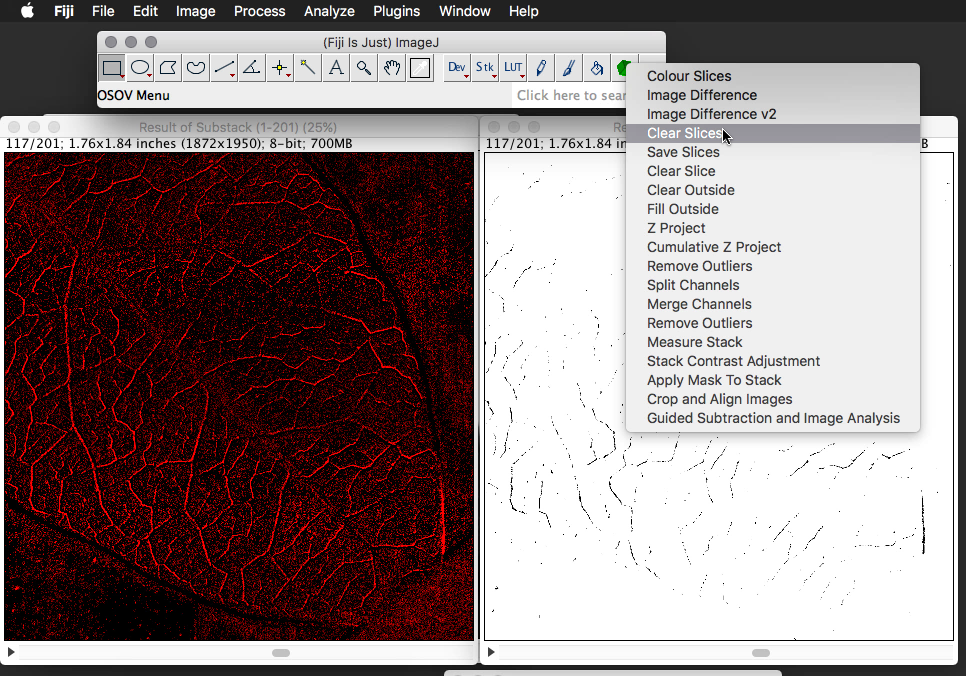 Fiji File Edit Image Process Analyze Plugins Window Help
(Fiji Is Just) ImageJ
Dev Stk LUT
OSOV Menu
Click here to sear
Result of Substack (1-201) (25%)
117/201; 1.76x1.84 inches (1872x1950); 8-bit; 700MB
Re
117/201; 1.76x1.84 in
B
Colour Slices
Image Difference
Image Difference v2
Clear Slices
Save Slices
Clear Slice
Clear Outside
Fill Outside
Z Project
Cumulative Z Project
Remove Outliers
Split Channels
Merge Channels
Remove Outliers
Measure Stack
Stack Contrast Adjustment
Apply Mask To Stack
Crop and Align Images
Guided Subtraction and Image Analysis